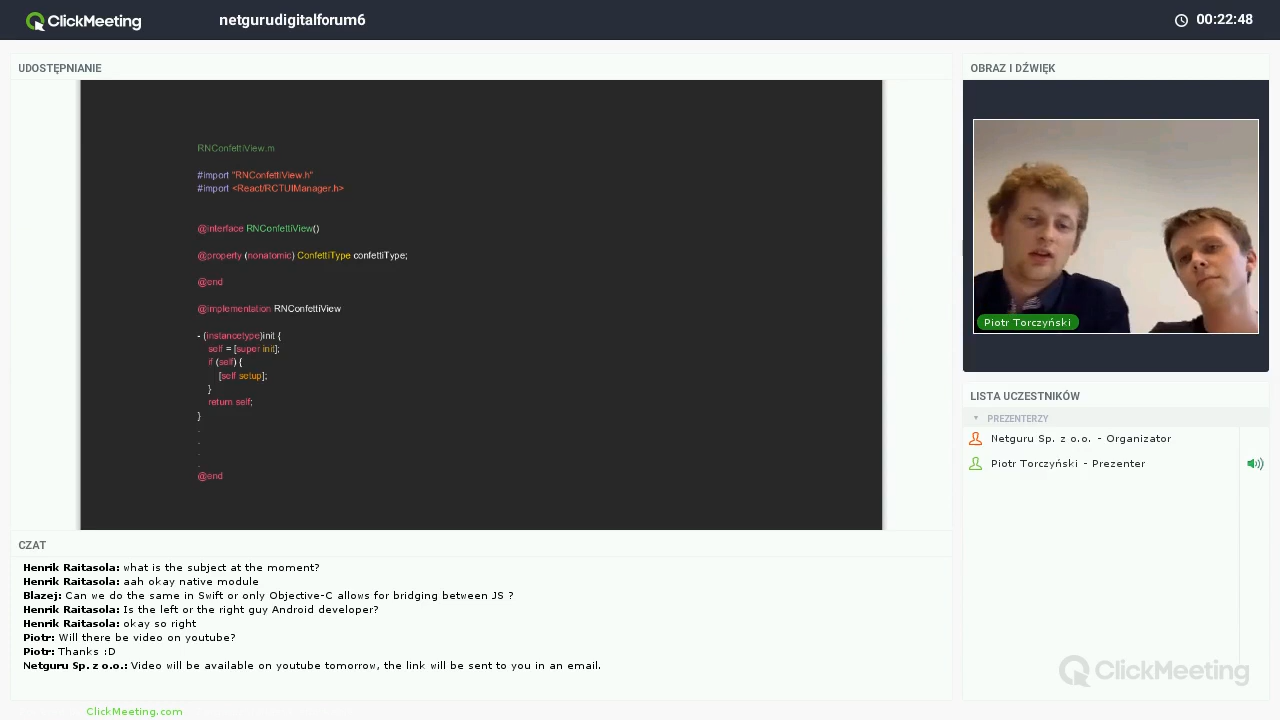 ClickMeeting
netgurudigitalforum6
00:22:48
UDOSTĘPNIANIE
RNConfettiView.m
#import "RNConfettiView.h"
#import <React/RCTUIManager.h>
@interface RNConfettiView()
@property (nonatomic) ConfettiType confettiType;
@end
@implementation RNConfettiView
- (instancetype)init {
self = [super init];
if (self) {
[self setup];
}
return self;
}
.
.
.
.
@end
OBRAZ I DŹWIĘK
Piotr Torczyński
LISTA UCZESTNIKÓW
PREZENTERZY
Netguru Sp. z o.o. - Organizator
Piotr Torczyński - Prezenter
CZAT
Henrik Raitasola: what is the subject at the moment?
Henrik Raitasola: aah okay native module
Blazej: Can we do the same in Swift or only Objective-C allows for bridging between JS ?
Henrik Raitasola: Is the left or the right guy Android developer?
Henrik Raitasola: okay so right
Piotr: Will there be video on youtube?
Piotr: Thanks :D
Netguru Sp. z o.o.: Video will be available on youtube tomorrow, the link will be sent to you in an email.
ClickMeeting
ClickMeeting.com